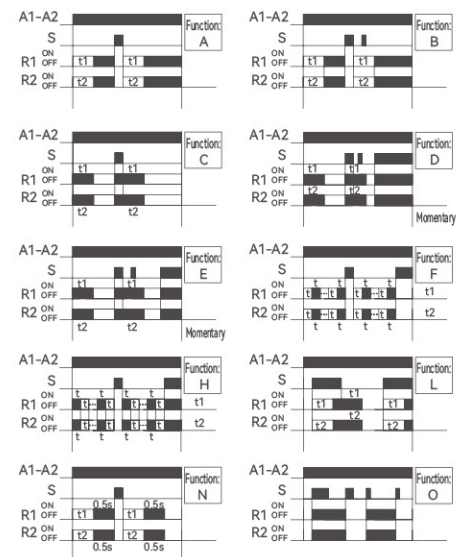 A1-A2
Function:
A
S
ON
R1 OFF t1 t1
ON
R2 OFF t2 t2
A1-A2
Function:
B
S
ON
R1 OFF t1 t1
ON
R2 OFF t2 t2
A1-A2
Function:
C
S
ON t1 t1
R1 OFF
ON
R2 OFF
t2 t2
A1-A2
Function:
D
S
ON t1 t1
R1 OFF
ON t2 t2
R2 OFF
Momentary
A1-A2
Function:
E
S
ON t1 t1
R1 OFF
ON
R2 OFF
t2 t2
Momentary
A1-A2
Function:
F
S
ON t t t t
R1 OFF t t t t t1
ON
R2 OFF t t t t t2
t t t t
A1-A2
Function:
H
S
ON t t t t
R1 OFF t t t t t1
ON
R2 OFF t t t t t2
t t t t
A1-A2
Function:
L
S
ON t1
R1 OFF t1 t1
ON t2
R2 OFF t2 t2
A1-A2
Function:
N
S
ON 0.5s 0.5s
R1 OFF t1 t1
ON
R2 OFF t2 t2
0.5s 0.5s
A1-A2
Function:
O
S
ON
R1 OFF
ON
R2 OFF